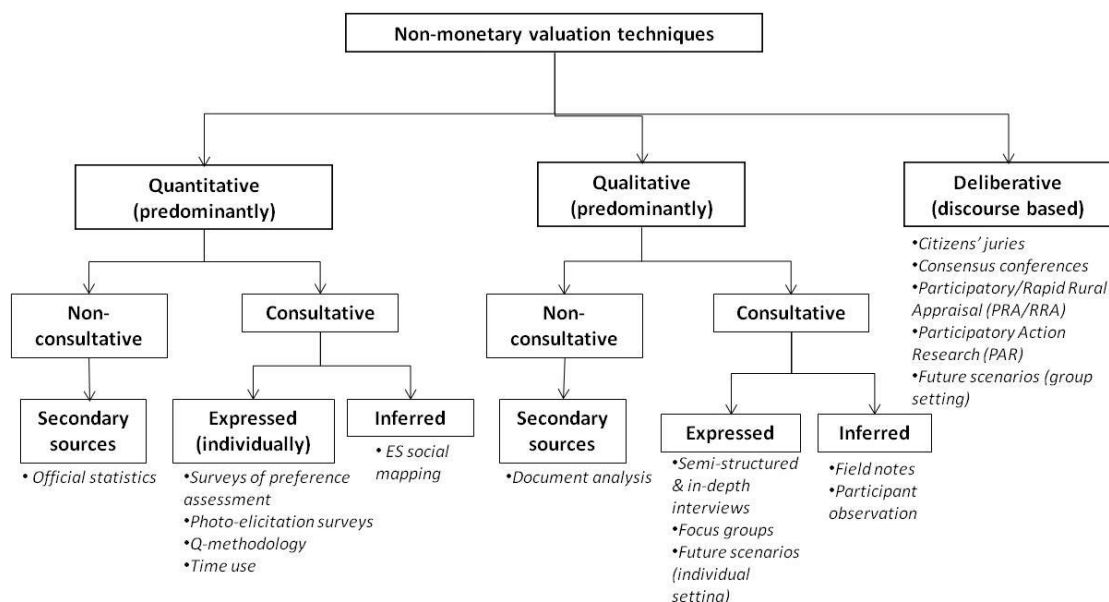 Non-monetary valuation techniques
Quantitative
(predominantly)
Qualitative
(predominantly)
Deliberative
(discourse based)
•Citizens’ juries
•Consensus conferences
•Participatory/Rapid Rural
Appraisal (PRA/RRA)
•Participatory Action
Research (PAR)
•Future scenarios (group
setting)
Non-
consultative
Consultative
Non-
consultative
Consultative
Secondary
sources
• Official statistics
Expressed
(individually)
•Surveys of preference
assessment
•Photo-elicitation surveys
•Q-methodology
•Time use
Inferred
• ES social
mapping
Secondary
sources
•Document analysis
Expressed
•Semi-structured
& in-depth
interviews
•Focus groups
•Future scenarios
(individual
setting)
Inferred
•Field notes
•Participant
observation